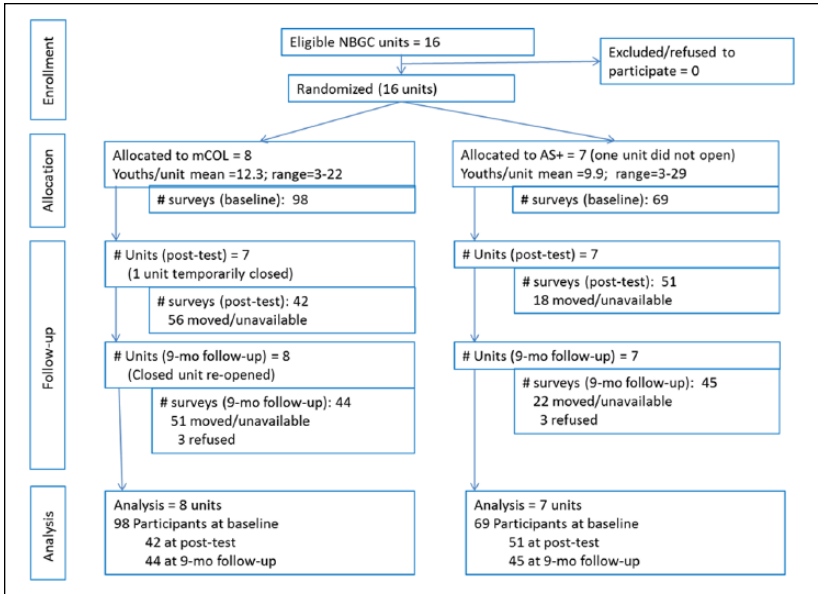 Enrollment
Eligible NBGC units = 16
Excluded/refused to
participate = 0
Randomized (16 units)
Allocation
Allocated to mCOL = 8
Youths/unit mean =12.3; range=3-22
# surveys (baseline): 98
Allocated to AS+ = 7 (one unit did not open)
Youths/unit mean =9.9; range=3-29
# surveys (baseline): 69
Follow-up
# Units (post-test) = 7
(1 unit temporarily closed)
# surveys (post-test): 42
56 moved/unavailable
# Units (9-mo follow-up) = 8
(Closed unit re-opened)
# surveys (9-mo follow-up): 44
51 moved/unavailable
3 refused
# Units (post-test) = 7
# surveys (post-test): 51
18 moved/unavailable
# Units (9-mo follow-up) = 7
# surveys (9-mo follow-up): 45
22 moved/unavailable
3 refused
Analysis
Analysis = 8 units
98 Participants at baseline
42 at post-test
44 at 9-mo follow-up
Analysis = 7 units
69 Participants at baseline
51 at post-test
45 at 9-mo follow-up